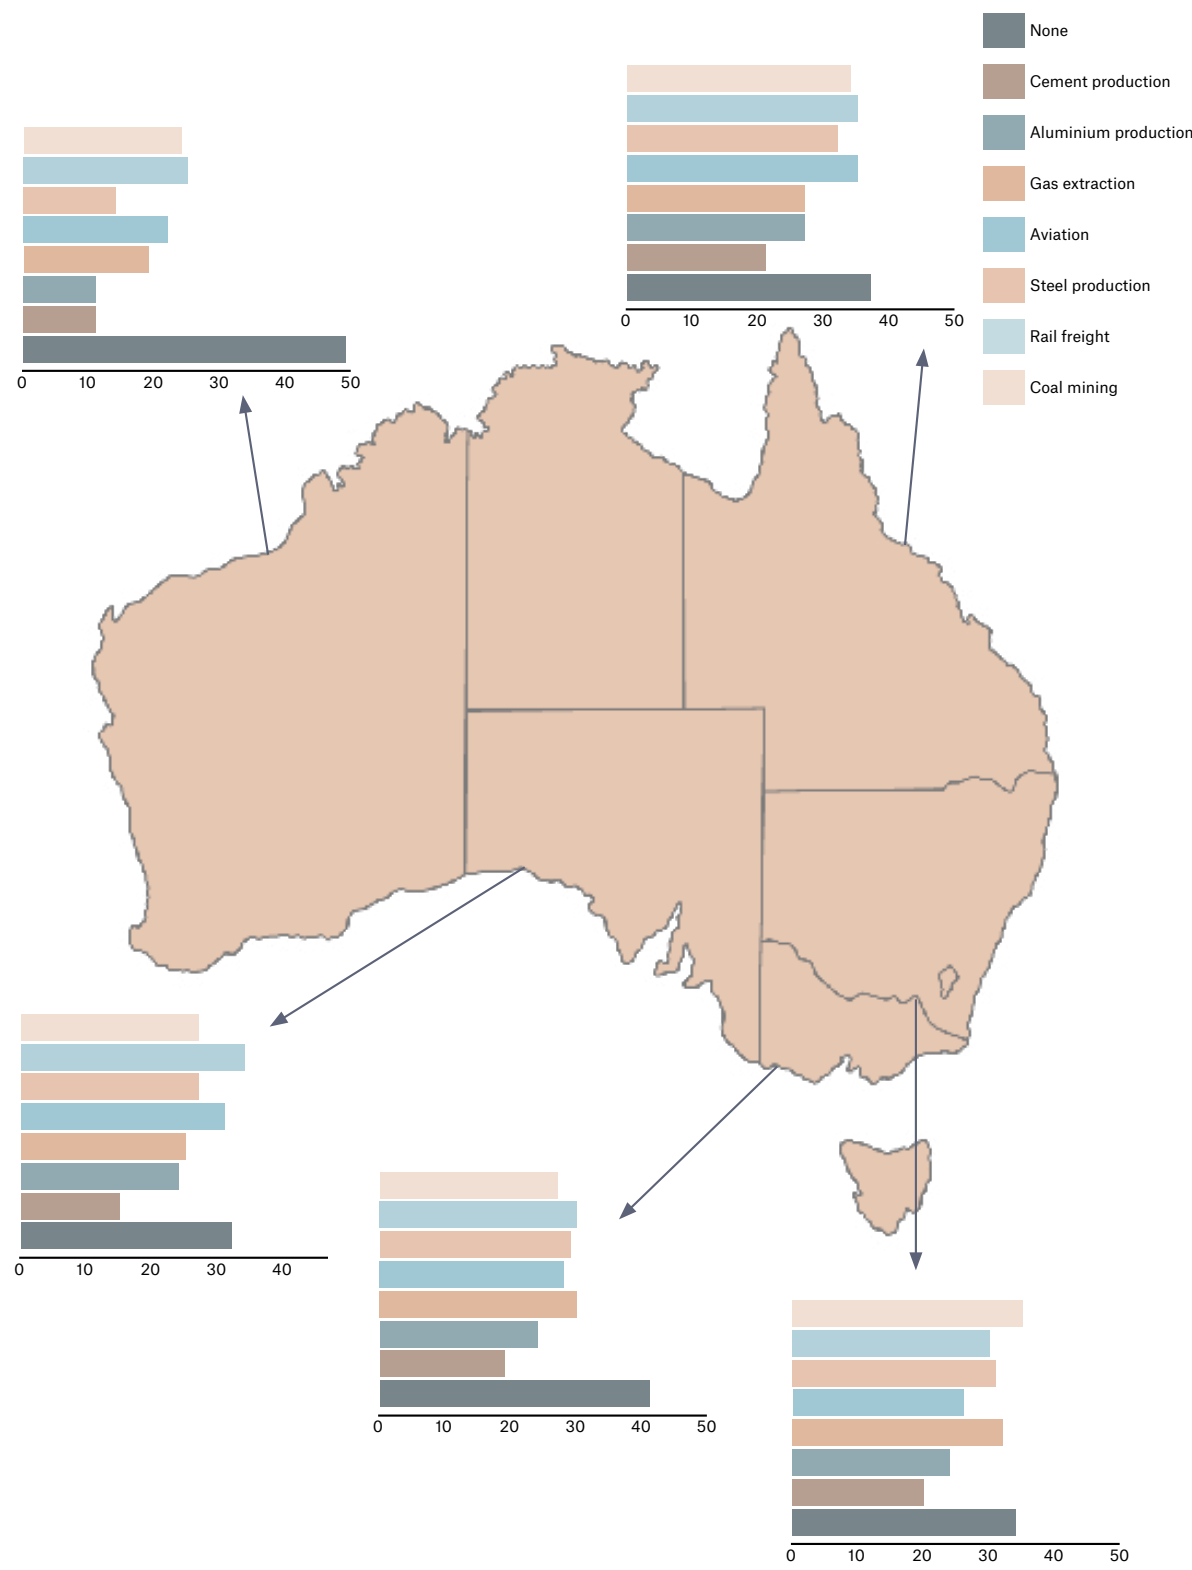 None
Cement production
Aluminium production
Gas extraction
Aviation
Steel production
Rail freight
Coal mining
0 10 20 30 40 50
0 10 20 30 40 50
0 10 20 30 40
0 10 20 30 40 50
0 10 20 30 40 50